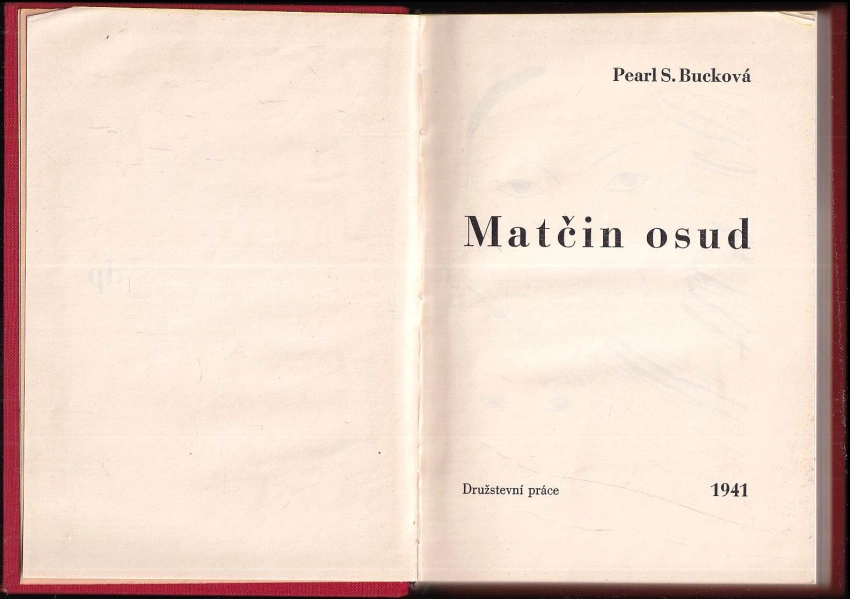 Pearl S. Bucková
Matčin osud
Družstevní práce 1941